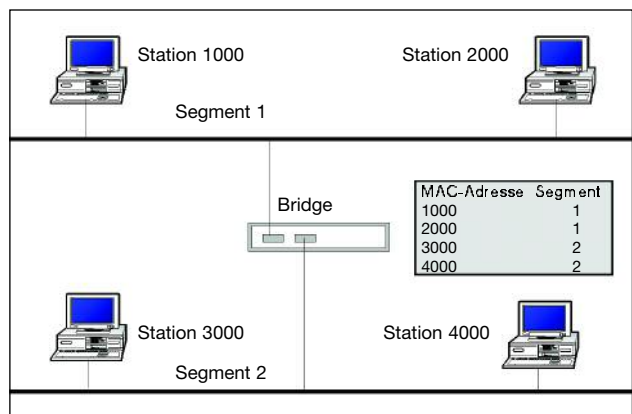 Station 1000
Station 2000
Segment 1
Bridge
MAC-Adresse Segment
1000 1
2000 1
3000 2
4000 2
Station 3000
Station 4000
Segment 2